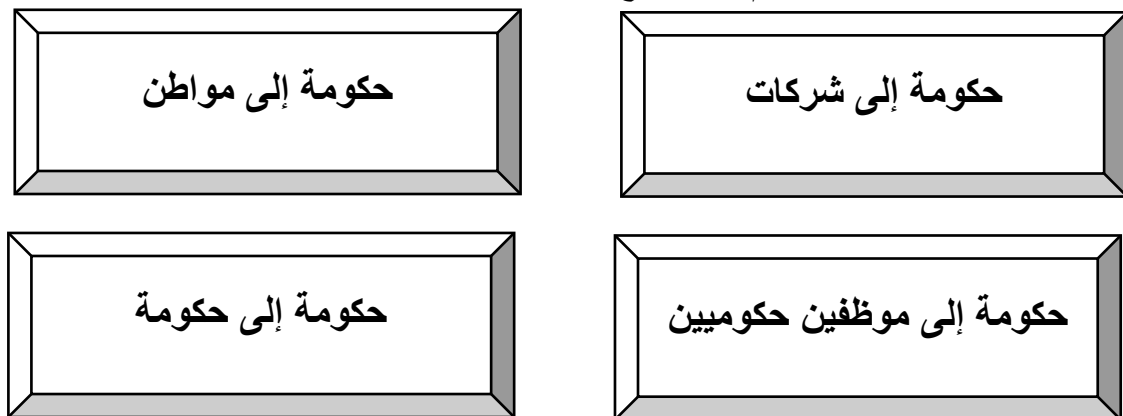 حكومة إلى شركات
حكومة إلى مواطن
حكومة إلى موظفين حكوميين
حكومة إلى حكومة